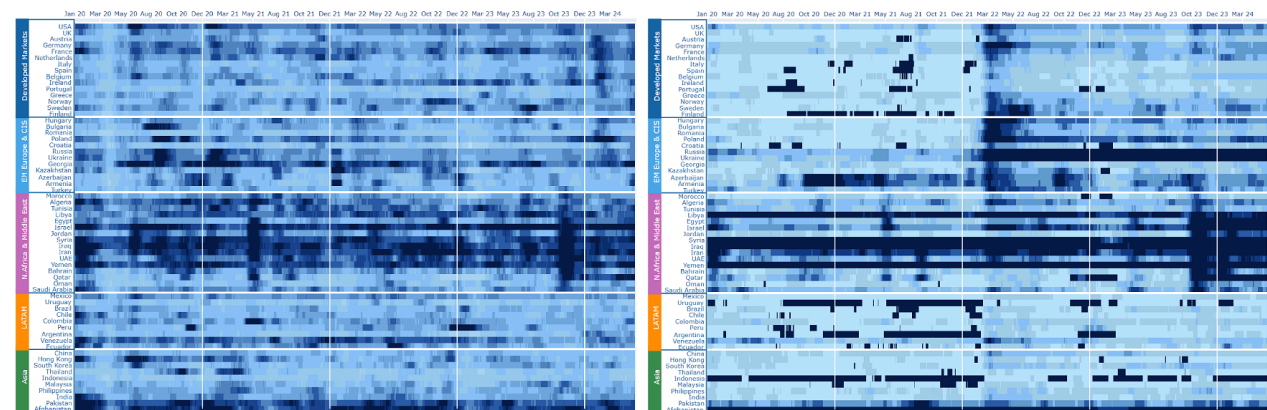 Jan 20 Mar 20 May 20 Aug 20 Oct 20 Dec 20 Mar 21 May 21 Aug 21 Oct 21 Dec 21 Mar 22 May 22 Aug 22 Oct 22 Dec 22 Mar 23 May 23 Aug 23 Oct 23 Dec 23 Mar 24
Developed Markets
USA
UK
Austria
Germany
France
Netherlands
Italy
Spain
Belgium
Ireland
Portugal
Greece
Norway
Sweden
Finland
EM Europe & CIS
Hungary
Bulgaria
Romania
Poland
Croatia
Russia
Ukraine
Georgia
Kazakhstan
Azerbaijan
Armenia
Turkey
N Africa & Middle East
Morocco
Algeria
Tunisia
Libya
Egypt
Israel
Jordan
Syria
Iraq
Iran
UAE
Yemen
Bahrain
Qatar
Oman
Saudi Arabia
LATAM
Mexico
Uruguay
Brazil
Chile
Colombia
Peru
Argentina
Venezuela
Ecuador
Asia
China
Hong Kong
South Korea
Thailand
Indonesia
Malaysia
Philippines
India
Pakistan
Afghanistan
Jan 20 Mar 20 May 20 Aug 20 Oct 20 Dec 20 Mar 21 May 21 Aug 21 Oct 21 Dec 21 Mar 22 May 22 Aug 22 Oct 22 Dec 22 Mar 23 May 23 Aug 23 Oct 23 Dec 23 Mar 24
Developed Markets
USA
UK
Austria
Germany
France
Netherlands
Italy
Spain
Belgium
Ireland
Portugal
Greece
Norway
Sweden
Finland
EM Europe & CIS
Hungary
Bulgaria
Romania
Poland
Croatia
Russia
Ukraine
Georgia
Kazakhstan
Azerbaijan
Armenia
Turkey
N Africa & Middle East
Morocco
Algeria
Tunisia
Libya
Egypt
Israel
Jordan
Syria
Iraq
Iran
UAE
Yemen
Bahrain
Qatar
Oman
Saudi Arabia
LATAM
Mexico
Uruguay
Brazil
Chile
Colombia
Peru
Argentina
Venezuela
Ecuador
Asia
China
Hong Kong
South Korea
Thailand
Indonesia
Malaysia
Philippines
India
Pakistan
Afghanistan